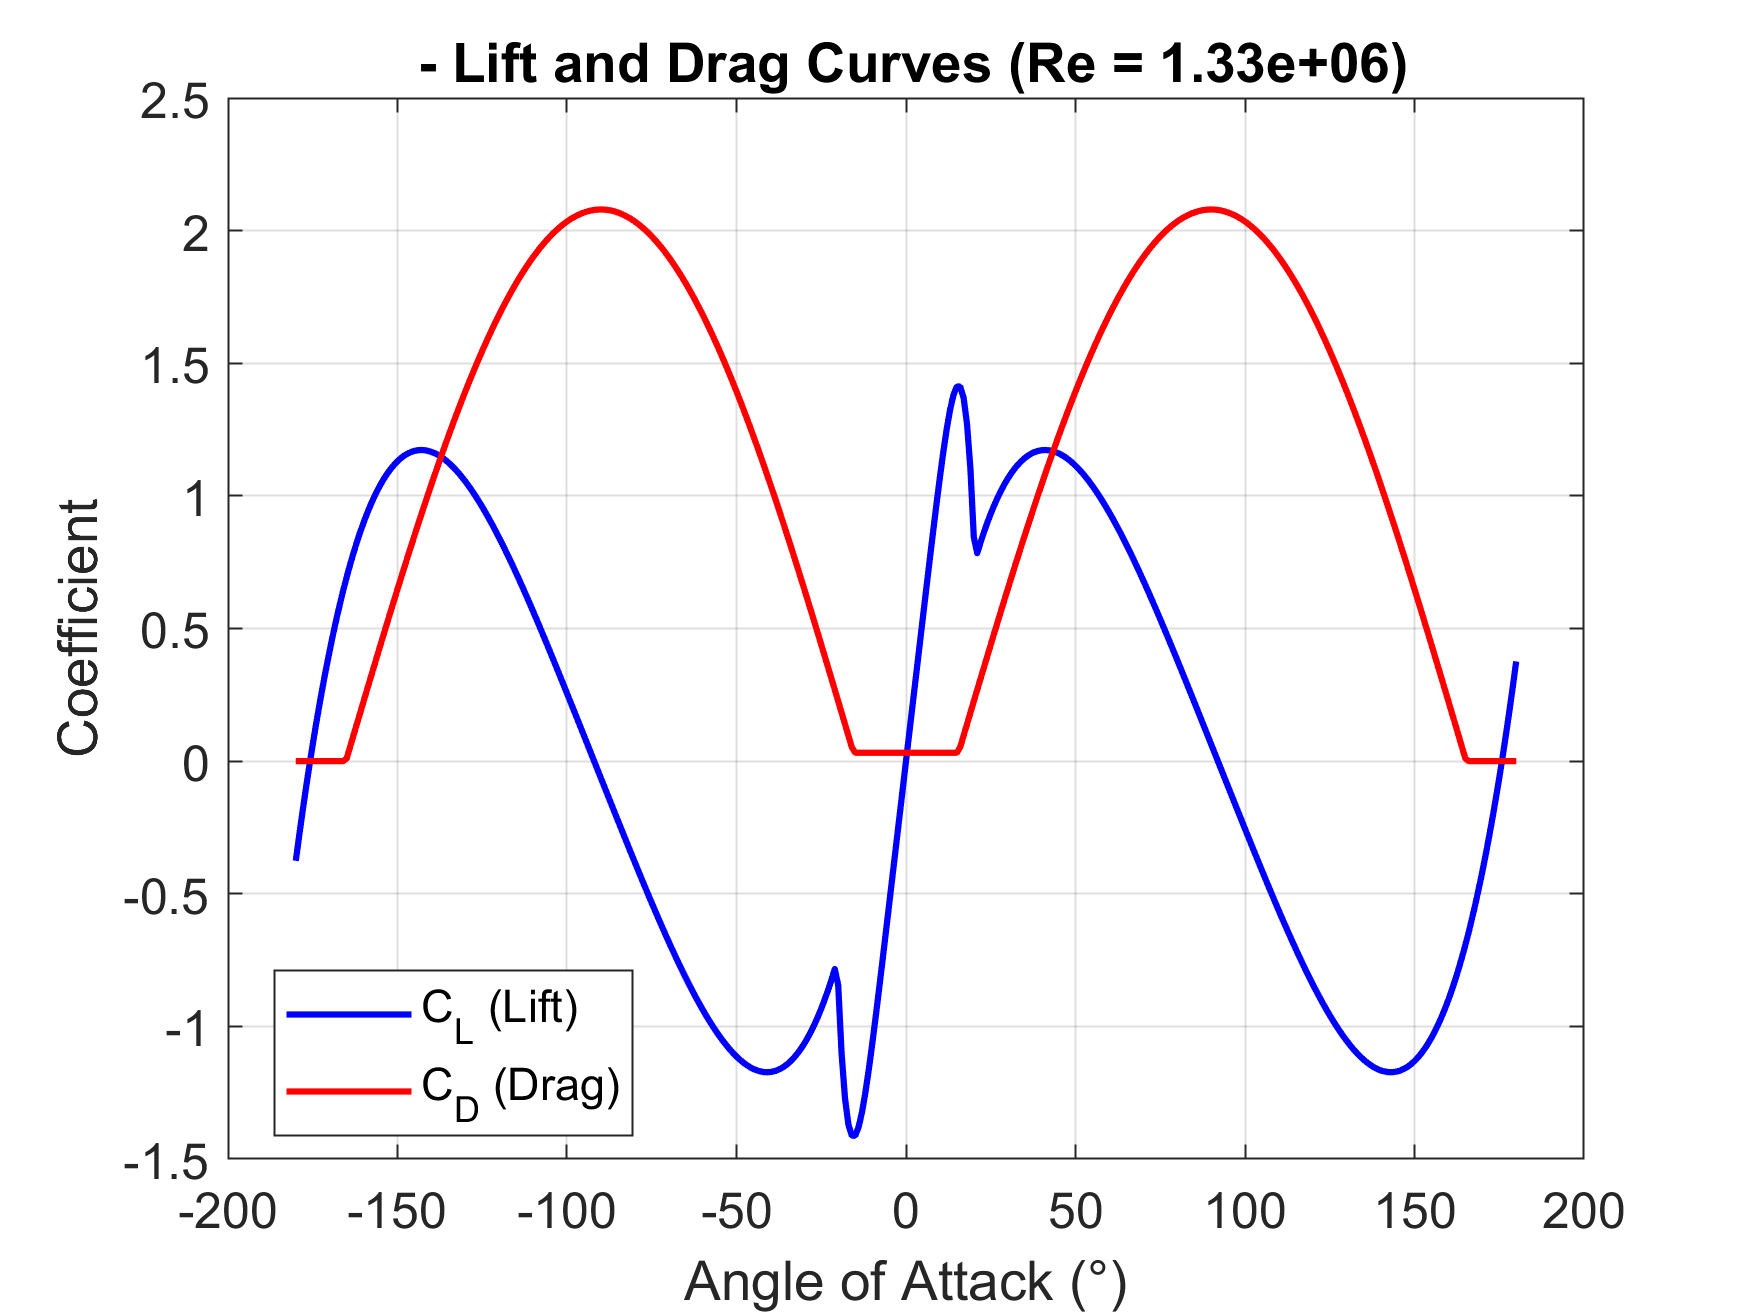 - Lift and Drag Curves (Re = 1.33e+06)
2.5
2
1.5
1
0.5
0
-0.5
-1
-1.5
Coefficient
C_L (Lift)
C_D (Drag)
-200 -150 -100 -50 0 50 100 150 200
Angle of Attack (°)